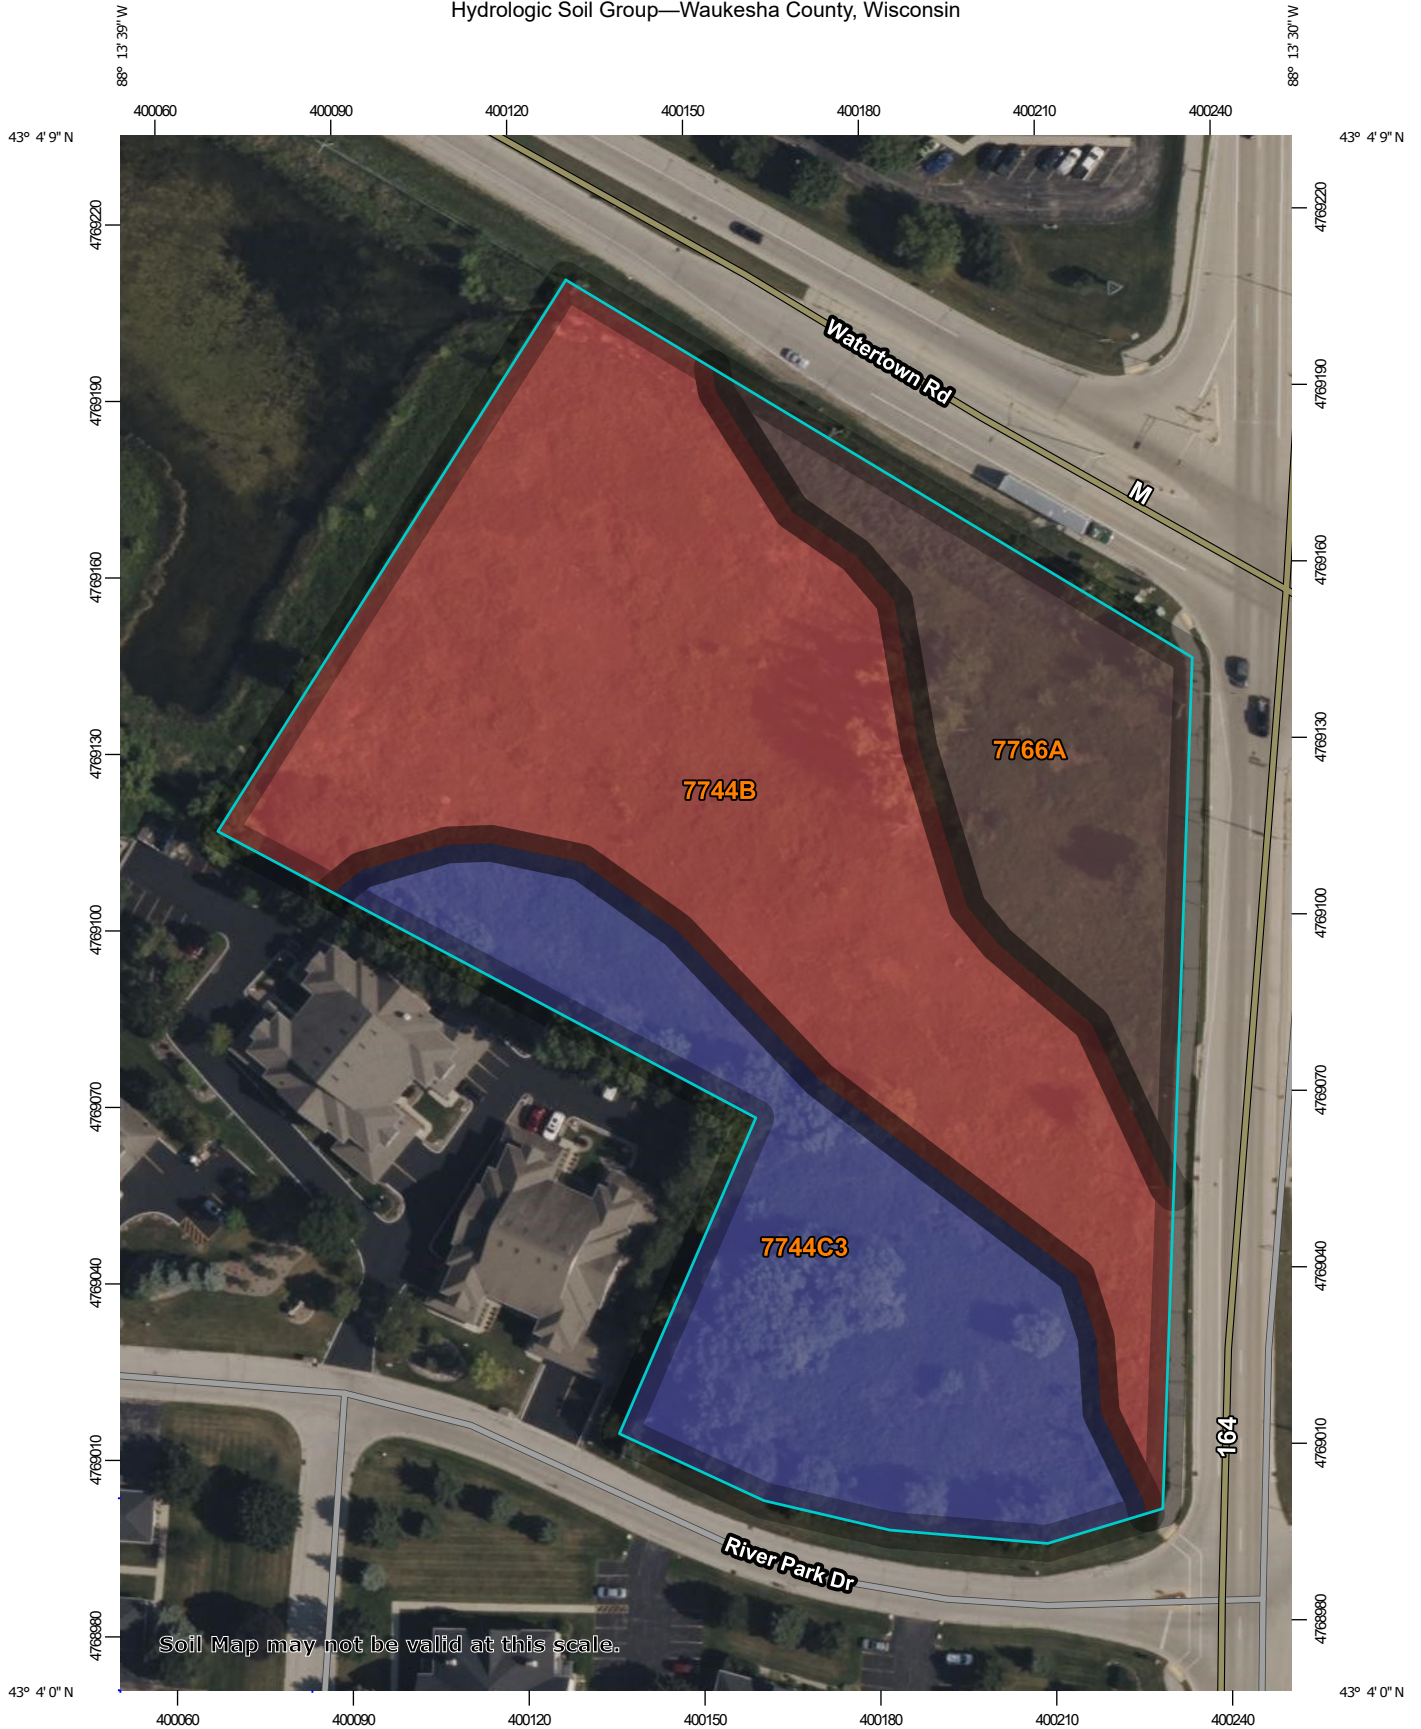 Hydrologic Soil Group—Waukesha County, Wisconsin
88° 13' 39" W
88° 13' 30" W
400060 400090 400120 400150 400180 400210 400240
43° 4' 9" N
43° 4' 9" N
4769220
4769220
Watertown Rd
4769190
4769190
M
4769160
4769160
4769130
4769130
7766A
7744B
4769100
4769100
4769070
4769070
7744C3
4769040
4769040
164
4769010
4769010
River Park Dr
4768980
4768980
Soil Map may not be valid at this scale.
43° 4' 0" N
43° 4' 0" N
400060 400090 400120 400150 400180 400210 400240